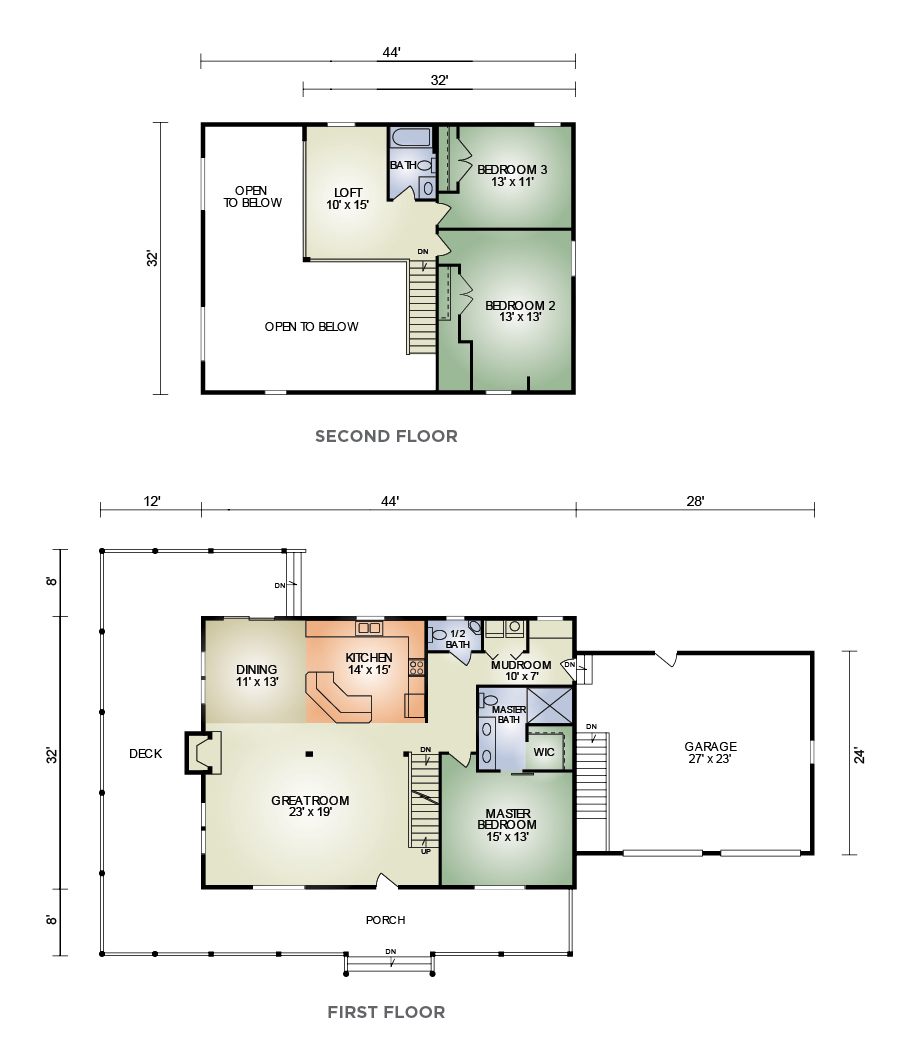 44'
32'
32'
OPEN
TO BELOW
LOFT
10' x 15'
BATH
BEDROOM 3
13' x 11'
DN
BEDROOM 2
13' x 13'
OPEN TO BELOW
SECOND FLOOR
12'
44'
28'
8'
DN
DINING
11' x 13'
KITCHEN
14' x 15'
1/2
BATH
MUDROOM
10' x 7'
DN
MASTER
BATH
WIC
DN
GARAGE
27' x 23'
24'
32'
DECK
DN
GREATROOM
23' x 19'
UP
MASTER
BEDROOM
15' x 13'
8'
PORCH
DN
FIRST FLOOR